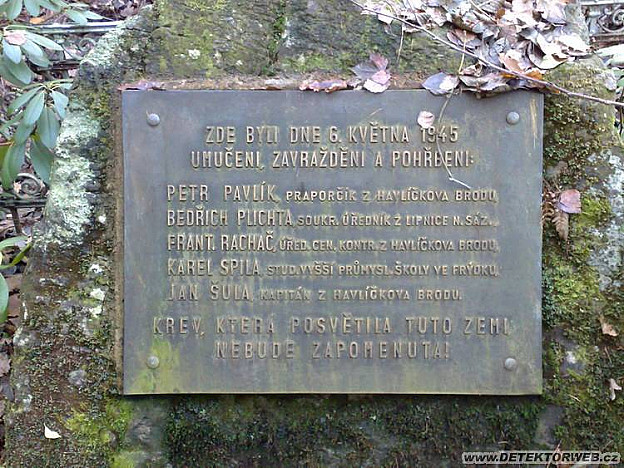 ZDE BYLI DNE 6. KVĚTNA 1945
UMUČENI, ZAVRAŽDĚNI A POHŘBENI:
PETR PAVLÍK, PRAPORČÍK Z HAVLÍČKOVA BRODU,
BEDŘICH PLICHTA SOUKR. ÚŘEDNÍK Z LIPNICE N. SÁZ.,
FRANT. RACHAČ, ÚŘED. CEN. KONTR. Z HAVLÍČKOVA BRODU,
KAREL SPILA, STUD. VYŠŠÍ PRŮMYSL. ŠKOLY VE FRÝDKU,
JAN ŠULA, KAPITÁN Z HAVLÍČKOVA BRODU.
KREV, KTERÁ POSVĚTILA TUTO ZEMI
NEBUDE ZAPOMENUTA!
WWW.DETEKTORWEB.CZ